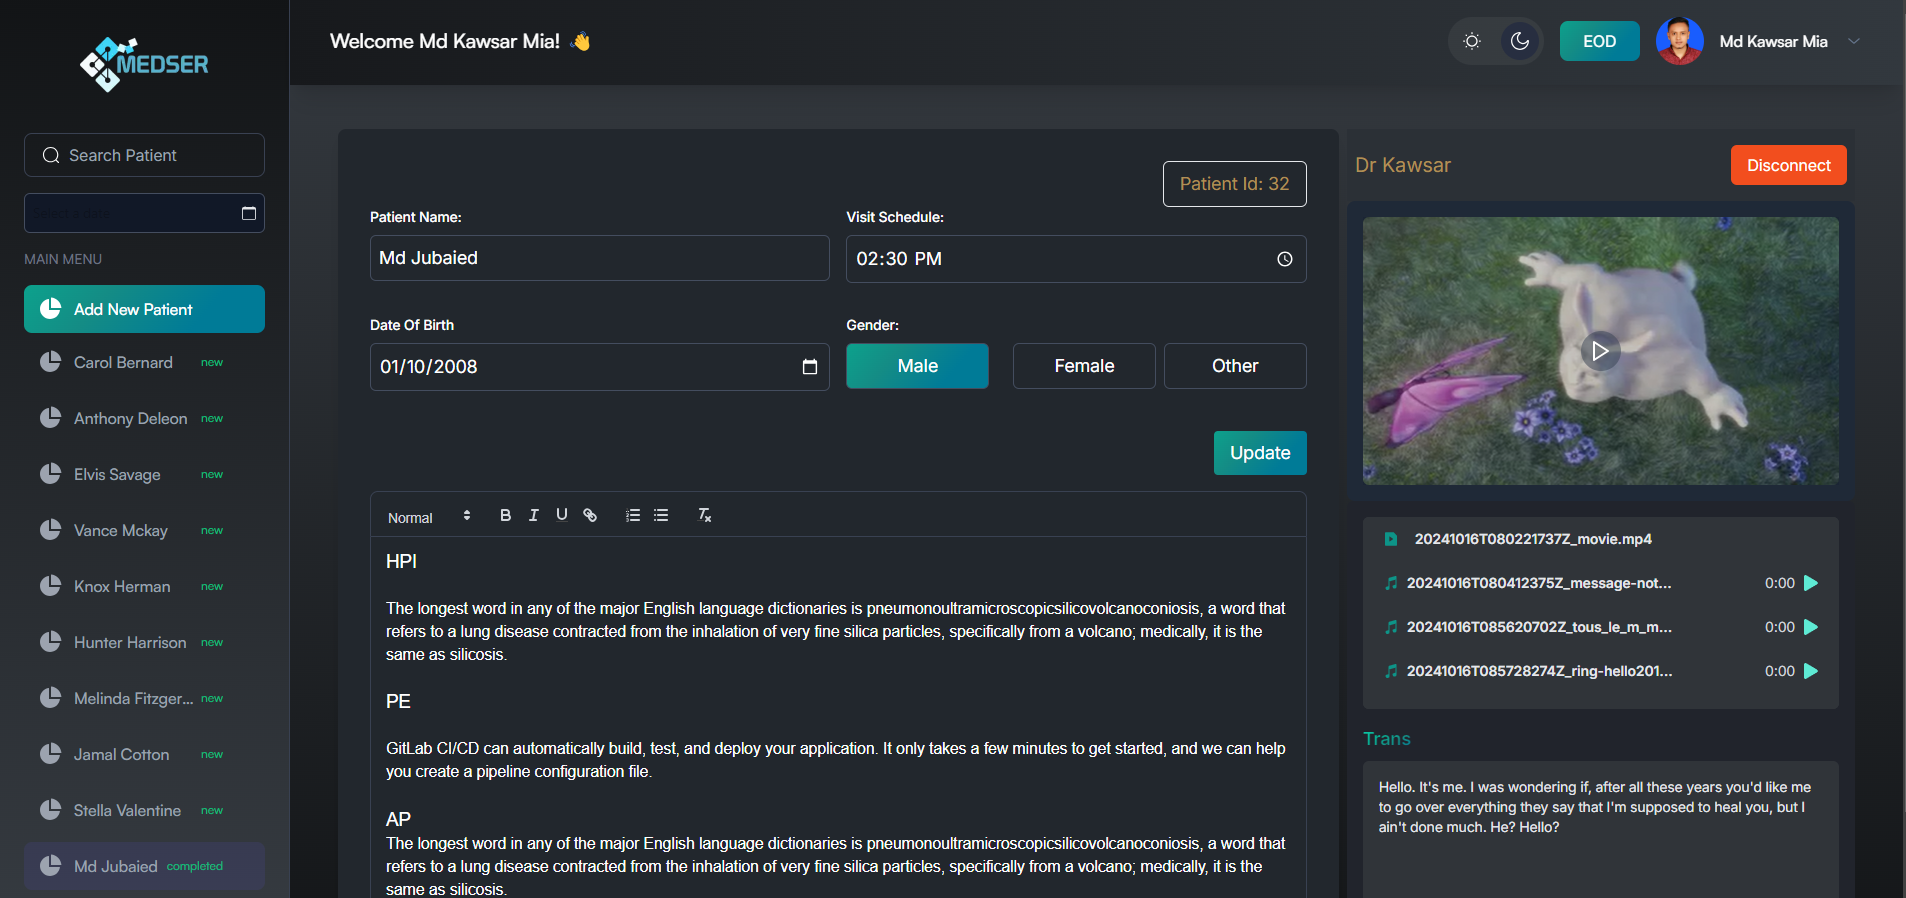 MEDSER
Welcome Md Kawsar Mia! 👋
EOD
Md Kawsar Mia
Search Patient
Select a date
MAIN MENU
Add New Patient
Carol Bernard new
Anthony Deleon new
Elvis Savage new
Vance Mckay new
Knox Herman new
Hunter Harrison new
Melinda Fitzger... new
Jamal Cotton new
Stella Valentine new
Md Jubaied completed
Patient Id: 32
Patient Name:
Md Jubaied
Visit Schedule:
02:30 PM
Date Of Birth
01/10/2008
Gender:
Male
Female
Other
Update
Normal
HPI
The longest word in any of the major English language dictionaries is pneumonoultramicroscopicsilicovolcanoconiosis, a word that
refers to a lung disease contracted from the inhalation of very fine silica particles, specifically from a volcano; medically, it is the
same as silicosis.
PE
GitLab CI/CD can automatically build, test, and deploy your application. It only takes a few minutes to get started, and we can help
you create a pipeline configuration file.
AP
The longest word in any of the major English language dictionaries is pneumonoultramicroscopicsilicovolcanoconiosis, a word that
refers to a lung disease contracted from the inhalation of very fine silica particles, specifically from a volcano; medically, it is the
same as silicosis.
Dr Kawsar
Disconnect
20241016T080221737Z_movie.mp4
20241016T080412375Z_message-not... 0:00
20241016T085620702Z_tous_le_m_m... 0:00
20241016T085728274Z_ring-hello201... 0:00
Trans
Hello. It's me. I was wondering if, after all these years you'd like me
to go over everything they say that I'm supposed to heal you, but I
ain't done much. He? Hello?